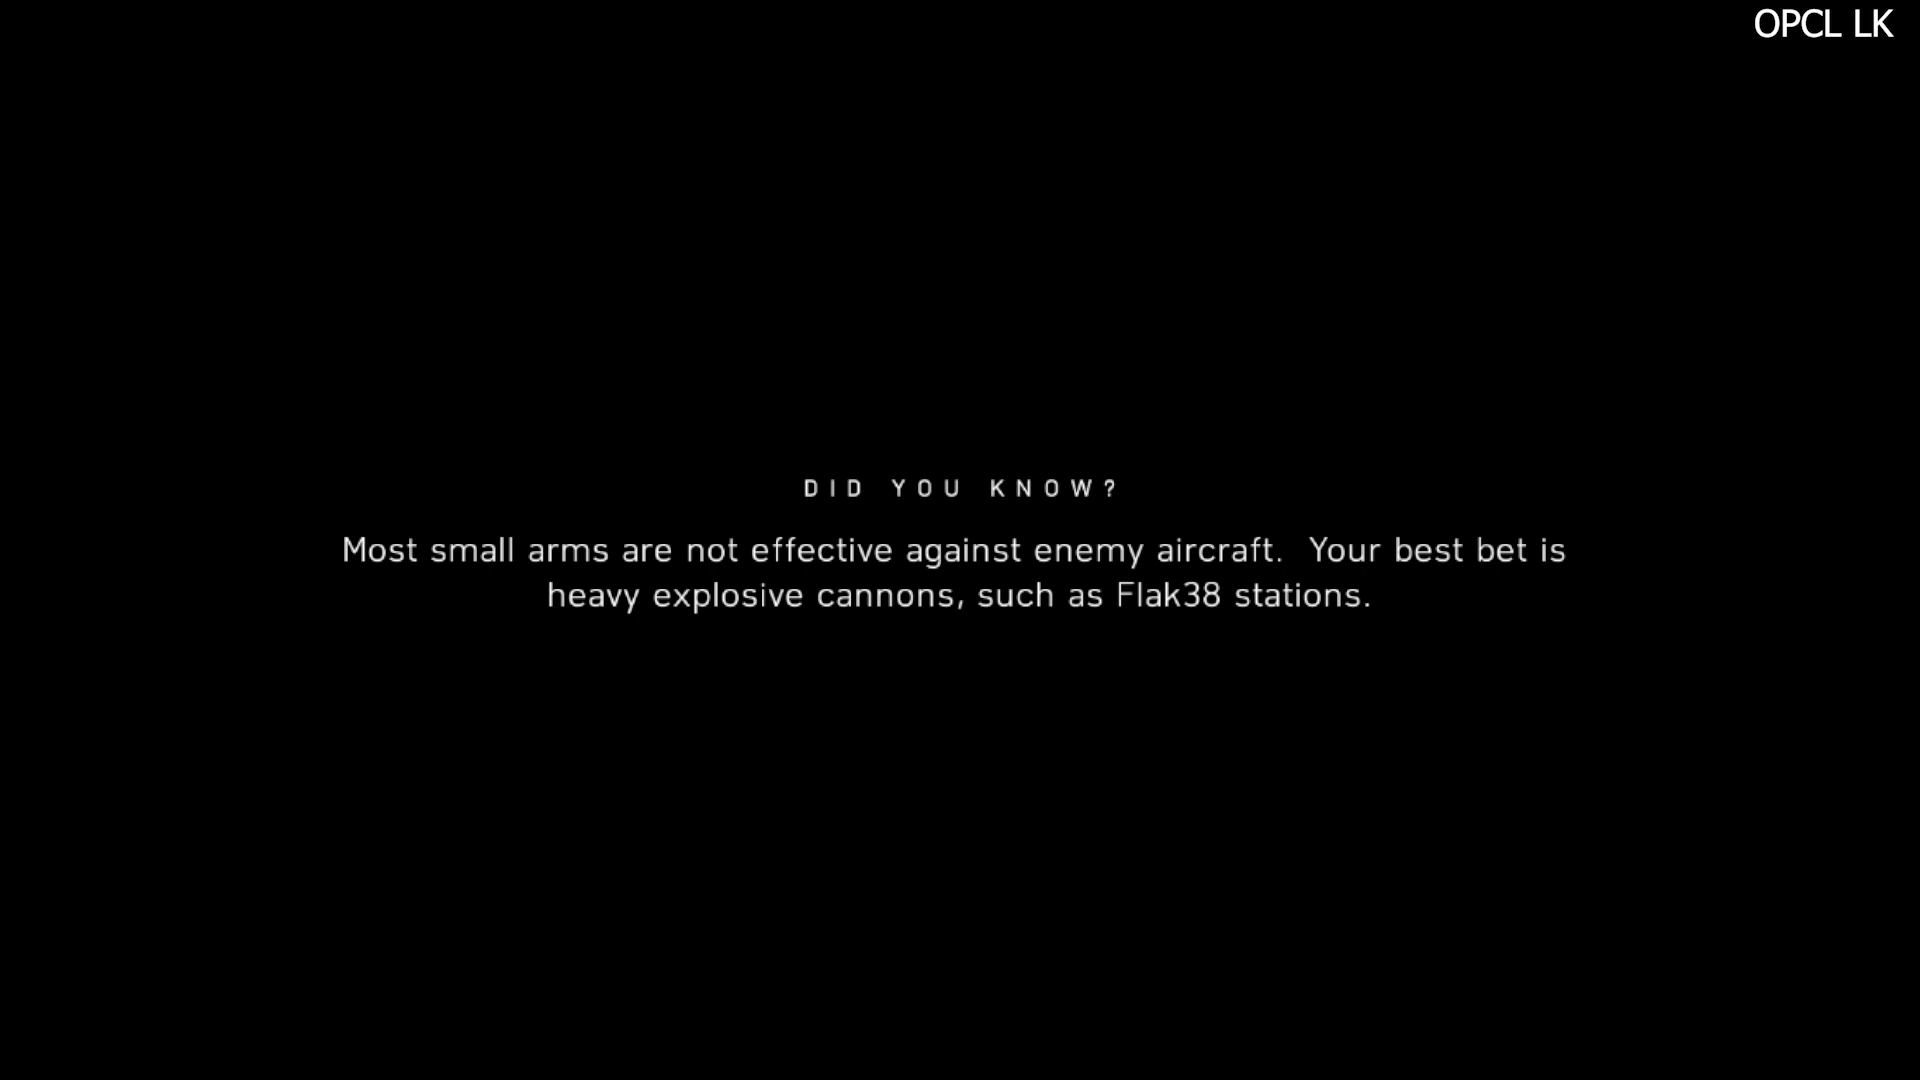 OPCL LK
DID YOU KNOW?
Most small arms are not effective against enemy aircraft.  Your best bet is
heavy explosive cannons, such as Flak38 stations.